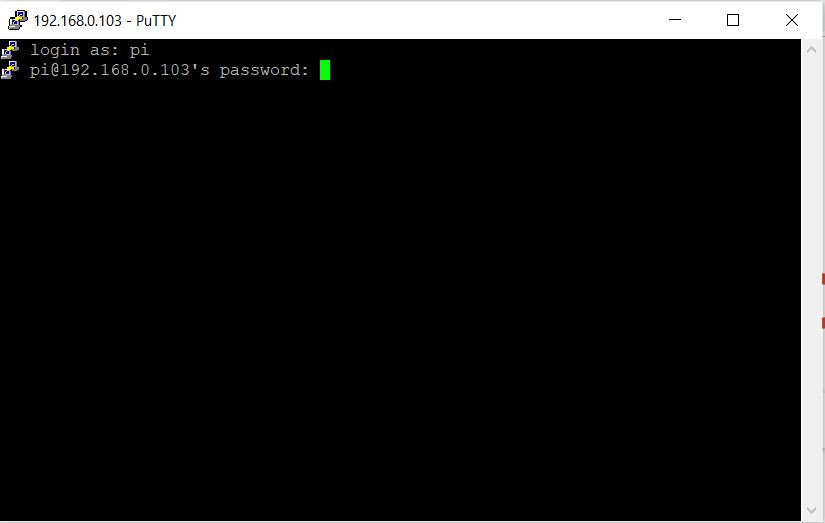 192.168.0.103 - PuTTY
login as: pi
pi@192.168.0.103's password: